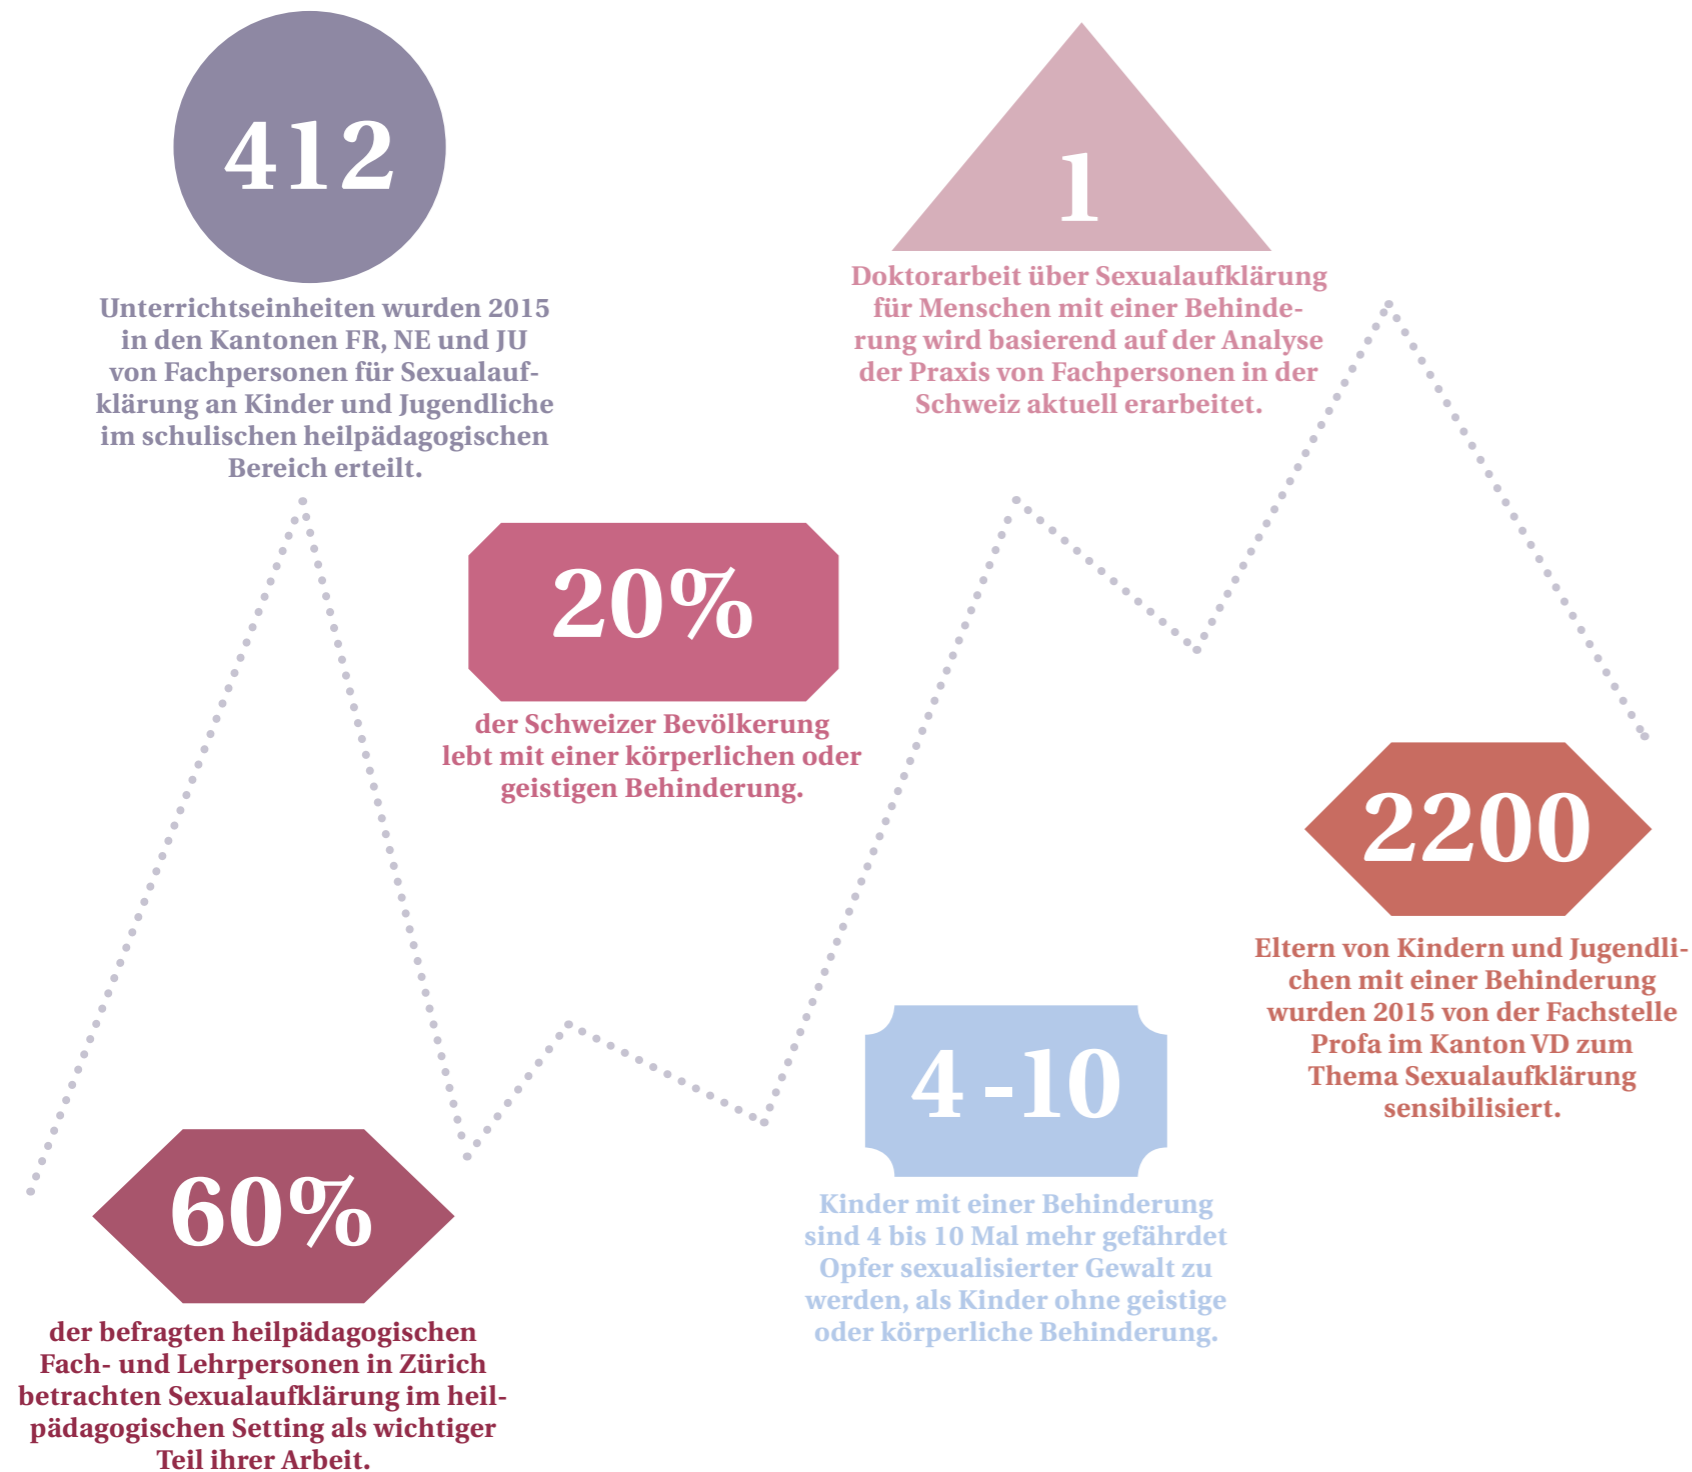 412
Unterrichtseinheiten wurden 2015
in den Kantonen FR, NE und JU
von Fachpersonen für Sexualauf-
klärung an Kinder und Jugendliche
im schulischen heilpädagogischen
Bereich erteilt.
1
Doktorarbeit über Sexualaufklärung
für Menschen mit einer Behinde-
rung wird basierend auf der Analyse
der Praxis von Fachpersonen in der
Schweiz aktuell erarbeitet.
20%
der Schweizer Bevölkerung
lebt mit einer körperlichen oder
geistigen Behinderung.
2200
Eltern von Kindern und Jugendli-
chen mit einer Behinderung
wurden 2015 von der Fachstelle
Profa im Kanton VD zum
Thema Sexualaufklärung
sensibilisiert.
4 -10
Kinder mit einer Behinderung
sind 4 bis 10 Mal mehr gefährdet
Opfer sexualisierter Gewalt zu
werden, als Kinder ohne geistige
oder körperliche Behinderung.
60%
der befragten heilpädagogischen
Fach- und Lehrpersonen in Zürich
betrachten Sexualaufklärung im heil-
pädagogischen Setting als wichtiger
Teil ihrer Arbeit.